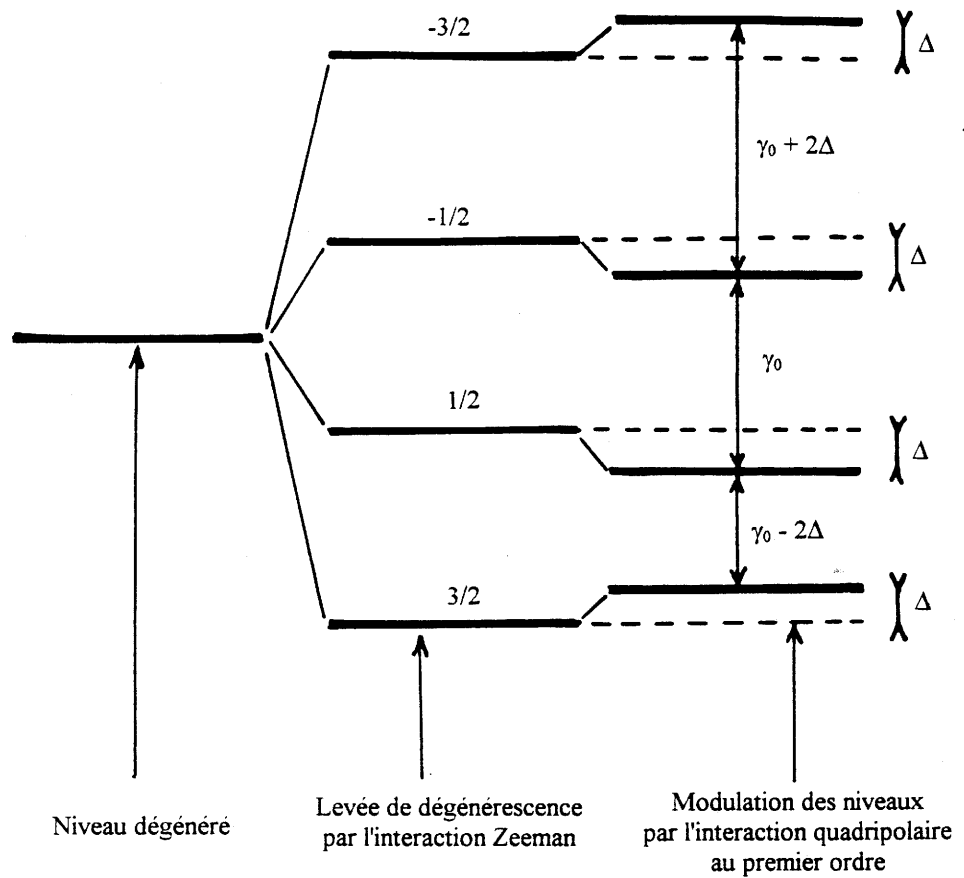 -3/2
Δ
γ₀ + 2Δ
-1/2
Δ
γ₀
1/2
Δ
γ₀ - 2Δ
3/2
Δ
Niveau dégénéré
Levée de dégénérescence
par l'interaction Zeeman
Modulation des niveaux
par l'interaction quadripolaire
au premier ordre